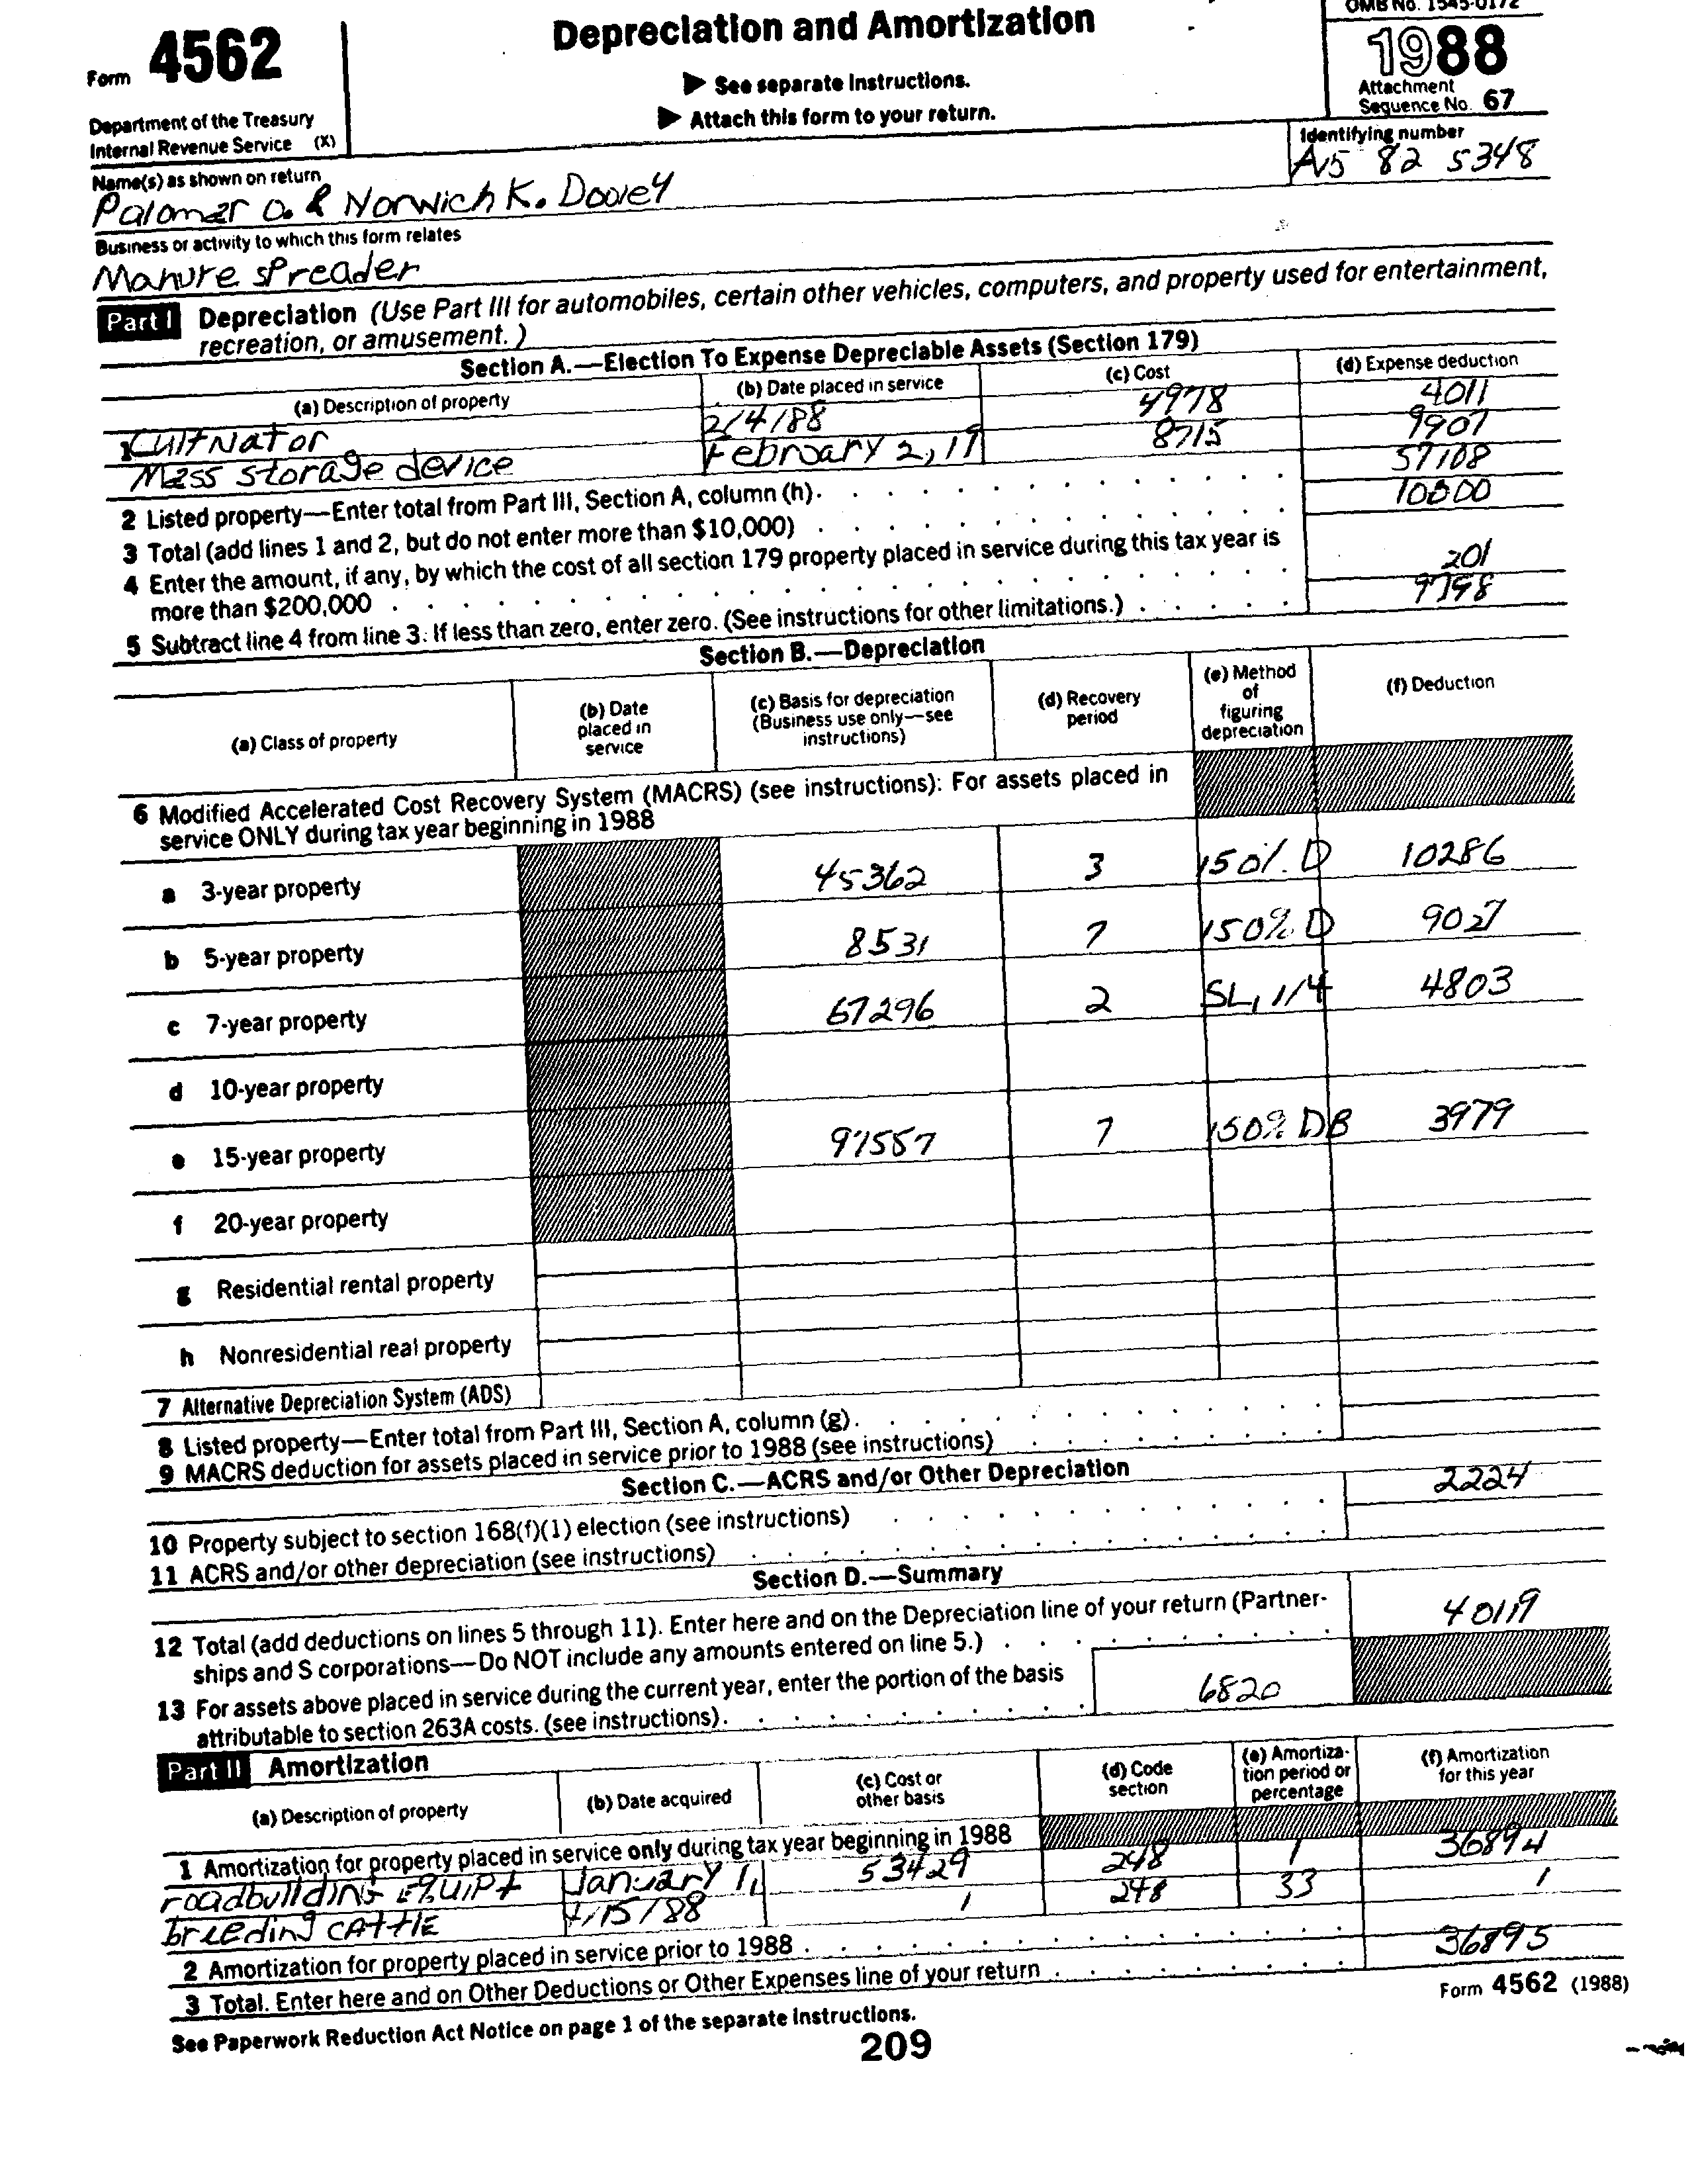 OMB No. 1545-0172
Form 4562
Depreciation and Amortization
1988
▶ See separate Instructions.
▶ Attach this form to your return.
Attachment
Sequence No. 67
Department of the Treasury
Internal Revenue Service (X)
Name(s) as shown on return
Identifying number
Palomar O. & Norwich K. Dooley
82 5348
Business or activity to which this form relates
Manure spreader
Part I Depreciation (Use Part III for automobiles, certain other vehicles, computers, and property used for entertainment,
recreation, or amusement.)
Section A.—Election To Expense Depreciable Assets (Section 179)
(a) Description of property (b) Date placed in service (c) Cost (d) Expense deduction
1 2/4/88 4978 4011
Mass storage device February 2, 19 8715 9907
2 Listed property—Enter total from Part III, Section A, column (h). 57108
3 Total (add lines 1 and 2, but do not enter more than $10,000) 10000
4 Enter the amount, if any, by which the cost of all section 179 property placed in service during this tax year is
more than $200,000 201
5 Subtract line 4 from line 3. If less than zero, enter zero. (See instructions for other limitations.) 9798
Section B.—Depreciation
(a) Class of property (b) Date placed in service (c) Basis for depreciation (Business use only—see instructions) (d) Recovery period (e) Method of figuring depreciation (f) Deduction
6 Modified Accelerated Cost Recovery System (MACRS) (see instructions): For assets placed in
service ONLY during tax year beginning in 1988
a 3-year property 45362 3 150% D 10286
b 5-year property 8531 7 150% D 9027
c 7-year property 67296 2 SL, 1/4 4803
d 10-year property
e 15-year property 97557 7 150% DB 3979
f 20-year property
g Residential rental property
h Nonresidential real property
7 Alternative Depreciation System (ADS)
8 Listed property—Enter total from Part III, Section A, column (g).
9 MACRS deduction for assets placed in service prior to 1988 (see instructions)
Section C.—ACRS and/or Other Depreciation
10 Property subject to section 168(f)(1) election (see instructions) 2224
11 ACRS and/or other depreciation (see instructions)
Section D.—Summary
12 Total (add deductions on lines 5 through 11). Enter here and on the Depreciation line of your return (Partner-
ships and S corporations—Do NOT include any amounts entered on line 5.) 40119
13 For assets above placed in service during the current year, enter the portion of the basis
attributable to section 263A costs. (see instructions). 6820
Part II Amortization
(a) Description of property (b) Date acquired (c) Cost or other basis (d) Code section (e) Amortiza-tion period or percentage (f) Amortization for this year
1 Amortization for property placed in service only during tax year beginning in 1988
roadbuilding equipt January 1, 53429 248 1 36894
breeding cattle 4/15/88 1 248 33 1
2 Amortization for property placed in service prior to 1988
3 Total. Enter here and on Other Deductions or Other Expenses line of your return 36895
See Paperwork Reduction Act Notice on page 1 of the separate Instructions.
Form 4562 (1988)
209